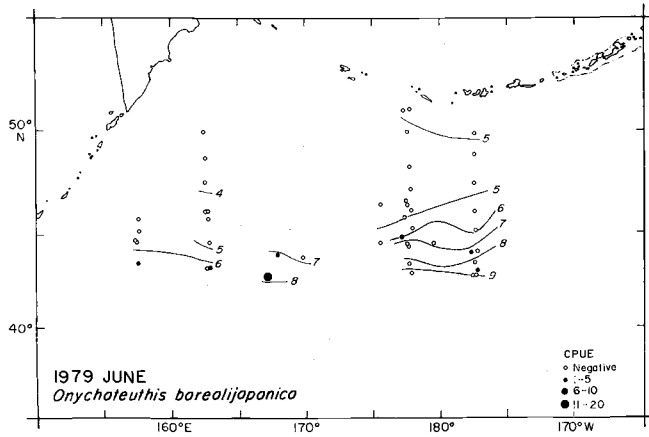 50°
N
5
4
5
6
7
8
5
6
7
8
9
40°
1979 JUNE
Onychoteuthis borealijaponica
CPUE
Negative
1-5
6-10
11-20
160°E
170°
180°
170°W